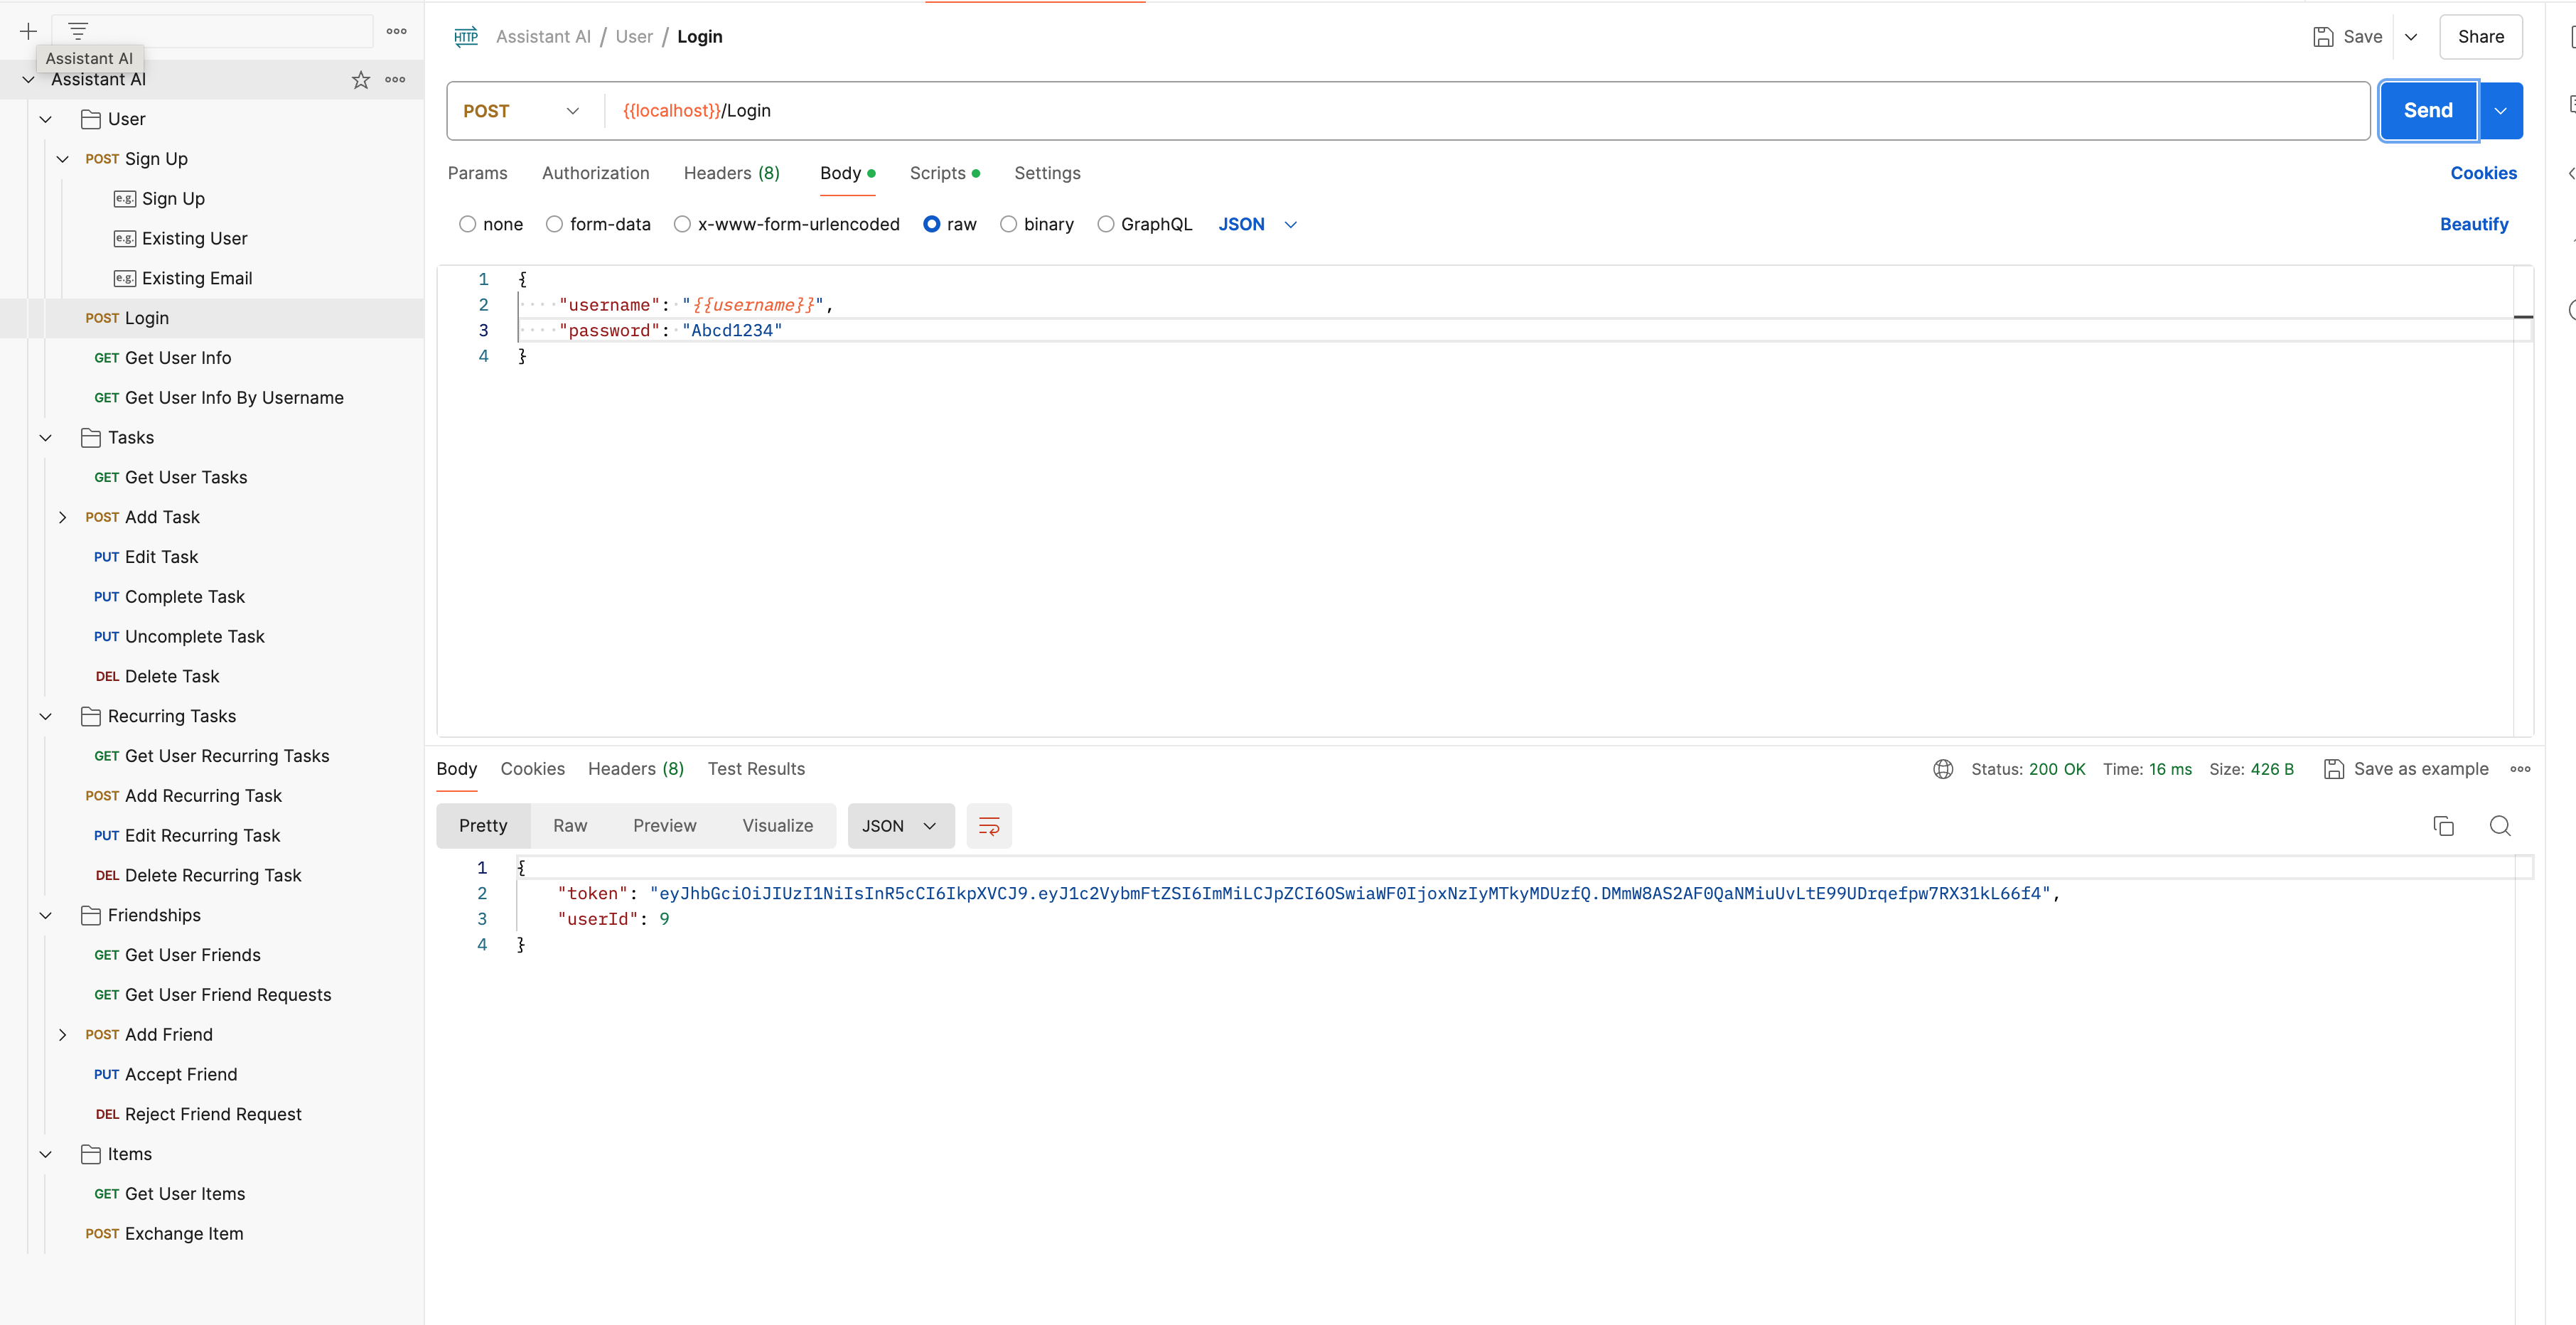 Assistant AI
Assistant AI
User
POST Sign Up
e.g. Sign Up
e.g. Existing User
e.g. Existing Email
POST Login
GET Get User Info
GET Get User Info By Username
Tasks
GET Get User Tasks
POST Add Task
PUT Edit Task
PUT Complete Task
PUT Uncomplete Task
DEL Delete Task
Recurring Tasks
GET Get User Recurring Tasks
POST Add Recurring Task
PUT Edit Recurring Task
DEL Delete Recurring Task
Friendships
GET Get User Friends
GET Get User Friend Requests
POST Add Friend
PUT Accept Friend
DEL Reject Friend Request
Items
GET Get User Items
POST Exchange Item
HTTP Assistant AI / User / Login
Save Share
POST {{localhost}}/Login Send
Params Authorization Headers (8) Body Scripts Settings Cookies
none form-data x-www-form-urlencoded raw binary GraphQL JSON Beautify
1 {
2 "username": "{{username}}",
3 "password": "Abcd1234"
4 }
Body Cookies Headers (8) Test Results Status: 200 OK Time: 16 ms Size: 426 B Save as example
Pretty Raw Preview Visualize JSON
1 {
2 "token": "eyJhbGciOiJIUzI1NiIsInR5cCI6IkpXVCJ9.eyJ1c2VybmFtZSI6ImMiLCJpZCI6OSwiaWF0IjoxNzIyMTkyMDUzfQ.DMmW8AS2AF0QaNMiuUvLtE99UDrqefpw7RX31kL66f4",
3 "userId": 9
4 }